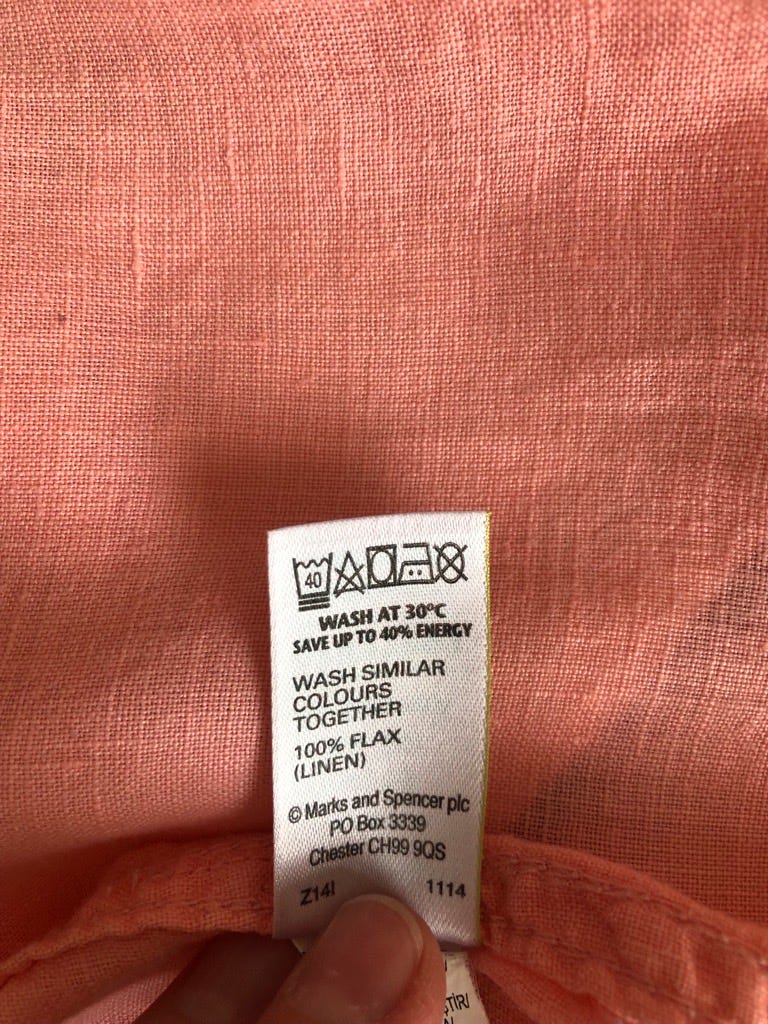 40
WASH AT 30°C
SAVE UP TO 40% ENERGY
WASH SIMILAR
COLOURS
TOGETHER
100% FLAX
(LINEN)
© Marks and Spencer plc
PO Box 3339
Chester CH99 9QS
Z14I 1114